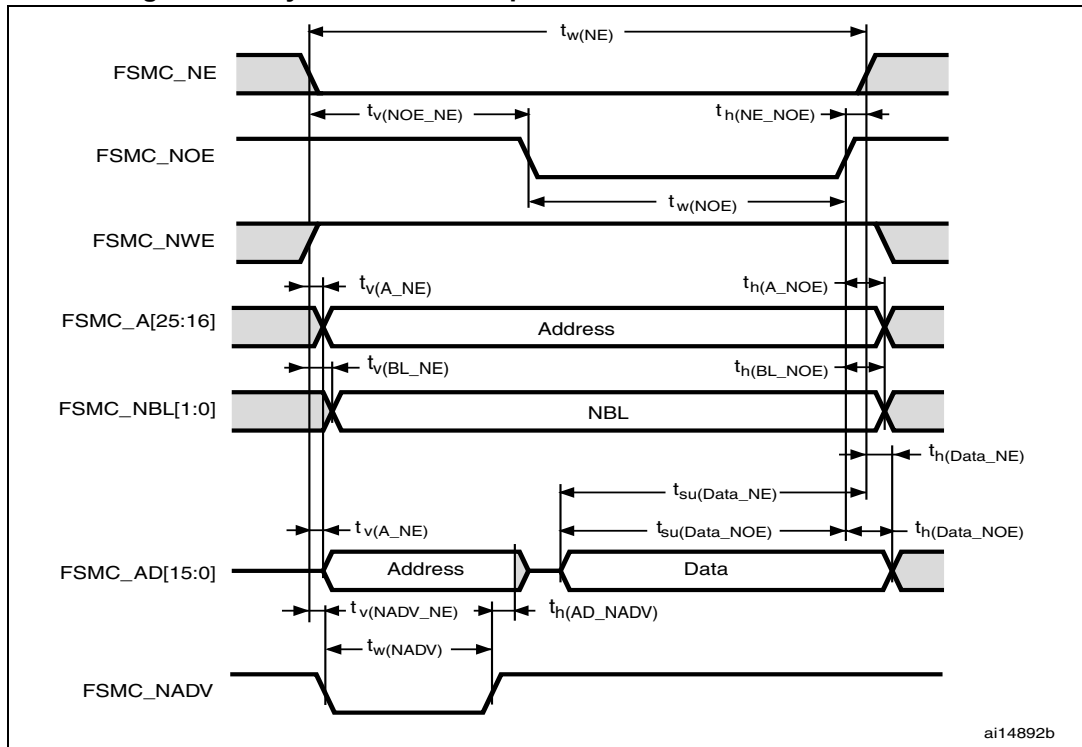 tw(NE)
FSMC_NE
tv(NOE_NE)
th(NE_NOE)
FSMC_NOE
tw(NOE)
FSMC_NWE
tv(A_NE)
th(A_NOE)
FSMC_A[25:16]
Address
tv(BL_NE)
th(BL_NOE)
FSMC_NBL[1:0]
NBL
th(Data_NE)
tsu(Data_NE)
tv(A_NE)
tsu(Data_NOE)
th(Data_NOE)
FSMC_AD[15:0]
Address
Data
tv(NADV_NE)
th(AD_NADV)
tw(NADV)
FSMC_NADV
ai14892b